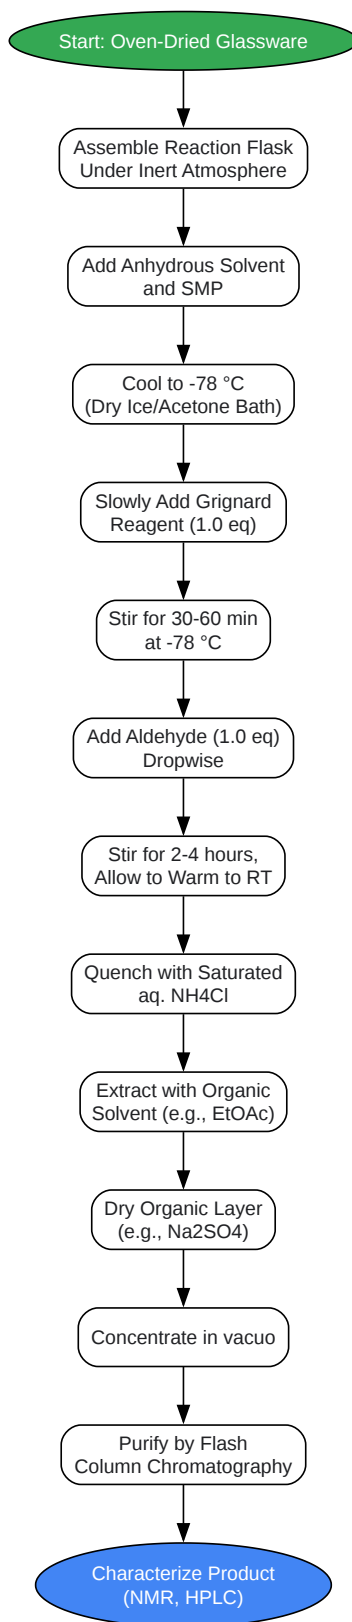 Start: Oven-Dried Glassware
Assemble Reaction Flask
Under Inert Atmosphere
Add Anhydrous Solvent
and SMP
Cool to -78 °C
(Dry Ice/Acetone Bath)
Slowly Add Grignard
Reagent (1.0 eq)
Stir for 30-60 min
at -78 °C
Add Aldehyde (1.0 eq)
Dropwise
Stir for 2-4 hours,
Allow to Warm to RT
Quench with Saturated
aq. NH4Cl
Extract with Organic
Solvent (e.g., EtOAc)
Dry Organic Layer
(e.g., Na2SO4)
Concentrate in vacuo
Purify by Flash
Column Chromatography
Characterize Product
(NMR, HPLC)